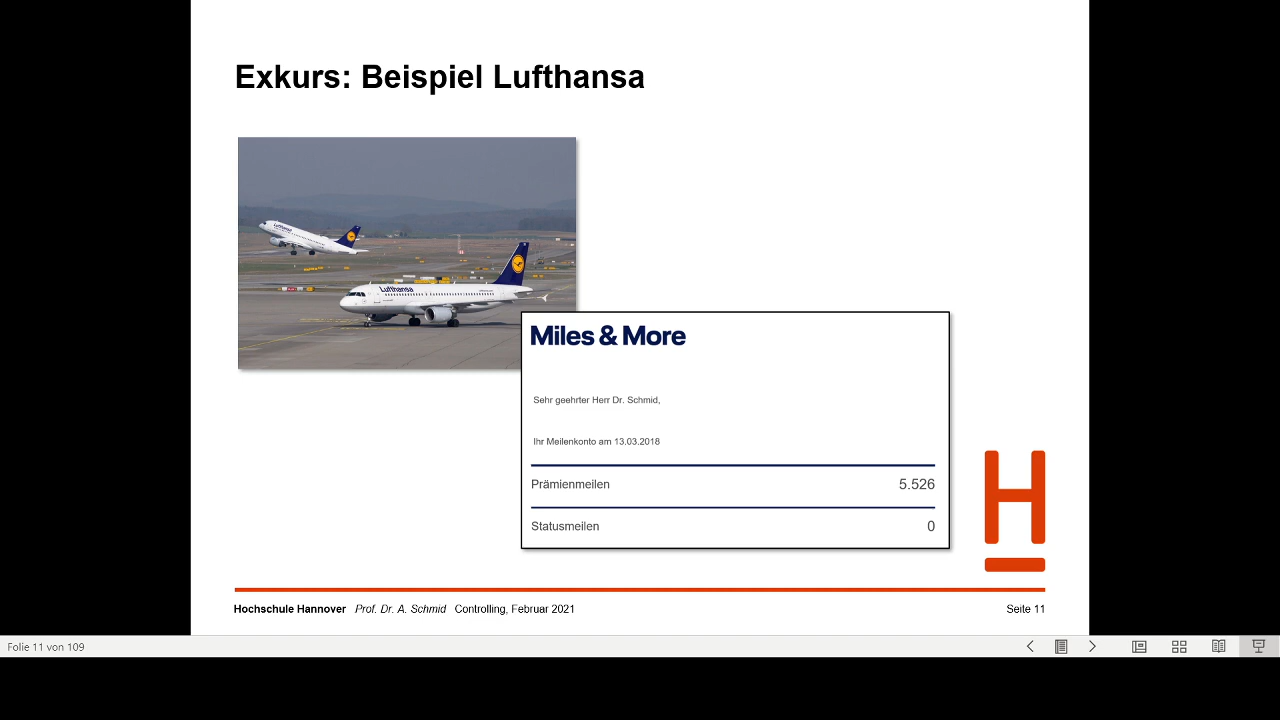 Exkurs: Beispiel Lufthansa
Lufthansa
Lufthansa
Miles & More
Sehr geehrter Herr Dr. Schmid,
Ihr Meilenkonto am 13.03.2018
Prämienmeilen 5.526
Statusmeilen 0
H
Hochschule Hannover Prof. Dr. A. Schmid Controlling, Februar 2021 Seite 11
Folie 11 von 109